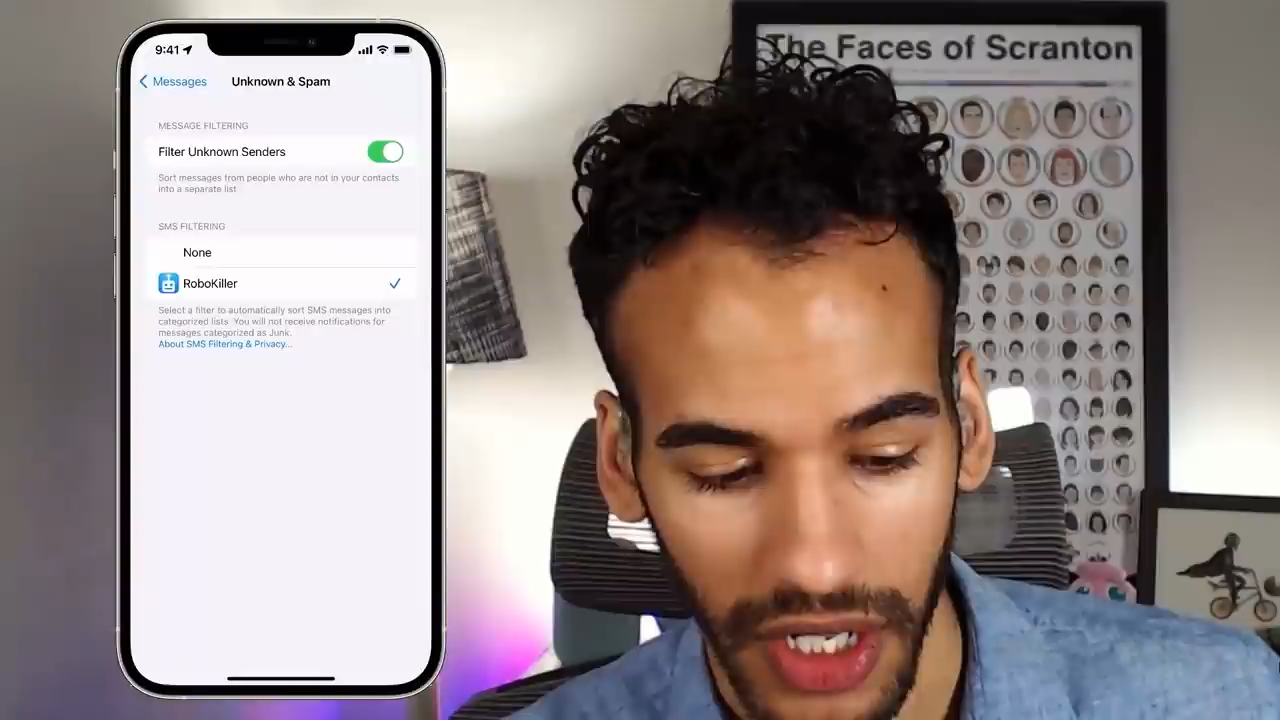 9:41
Messages
Unknown & Spam
MESSAGE FILTERING
Filter Unknown Senders
Sort messages from people who are not in your contacts
into a separate list
SMS FILTERING
None
RoboKiller
Select a filter to automatically sort SMS messages into
categorized lists. You will not receive notifications for
messages categorized as Junk.
About SMS Filtering & Privacy...
The Faces of Scranton